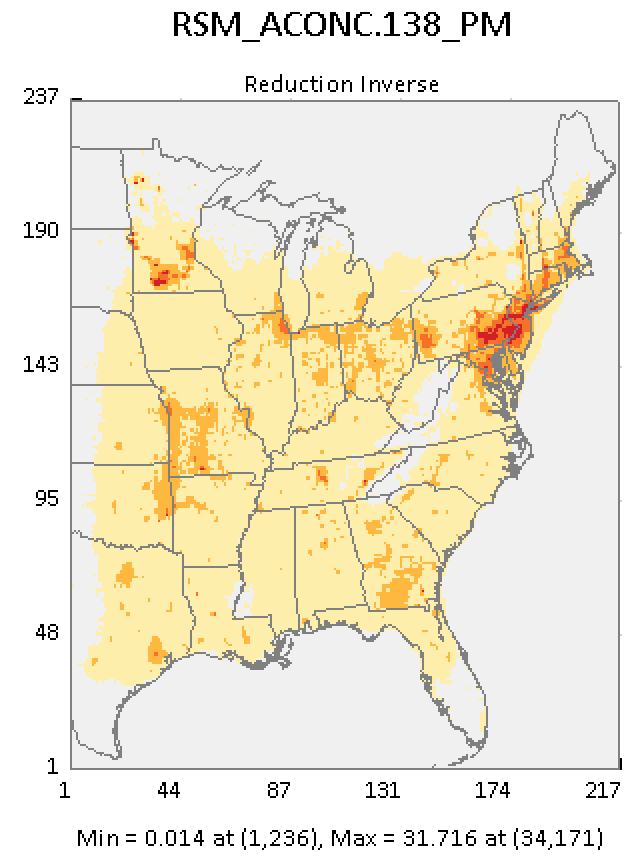 RSM_ACONC.138_PM
Reduction Inverse
237
190
143
95
48
1
1 44 87 131 174 217
Min = 0.014 at (1,236), Max = 31.716 at (34,171)